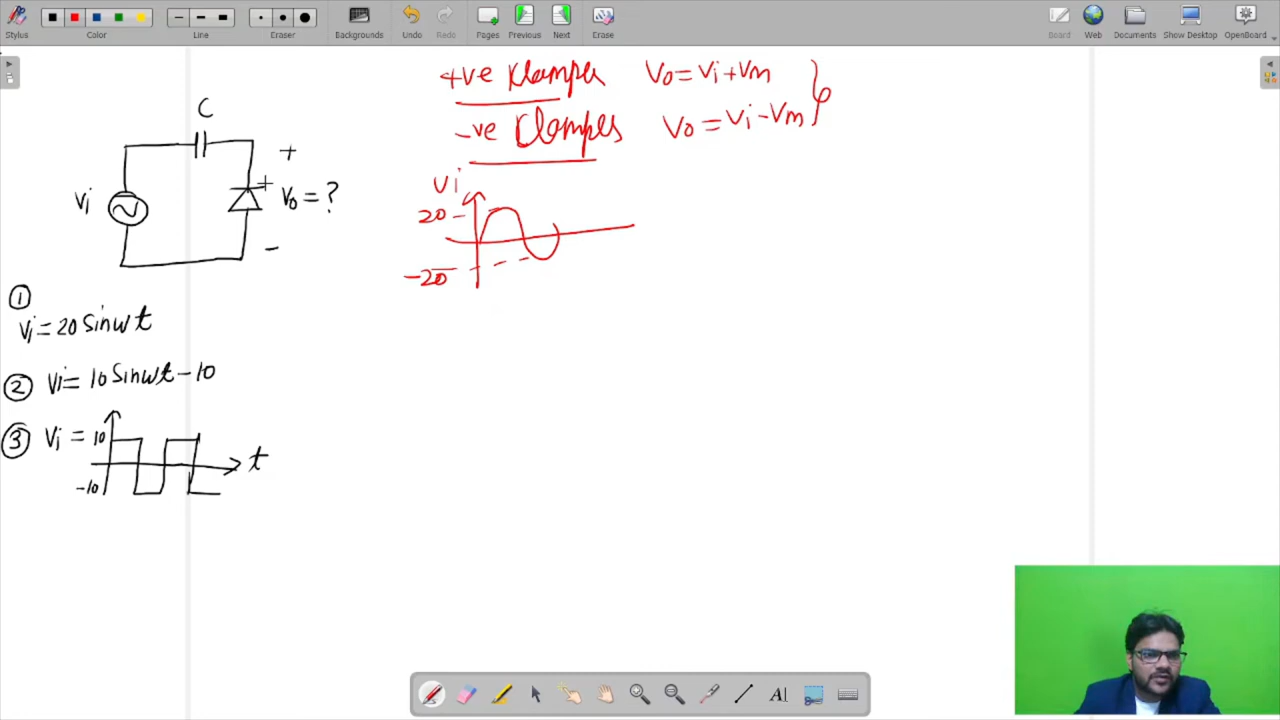 Stylus
Color
Line
Eraser
Backgrounds
Undo
Redo
Pages
Previous
Next
Erase
Board
Web
Documents
Show Desktop
OpenBoard
+ve Klamper Vo = Vi + Vm
-ve Klamper Vo = Vi - Vm
C
+
+
Vi
Vo = ?
-
Vi
20
-20
①
Vi = 20 Sinwt
② Vi = 10 Sinwt - 10
③ Vi =
10
-10
t
A